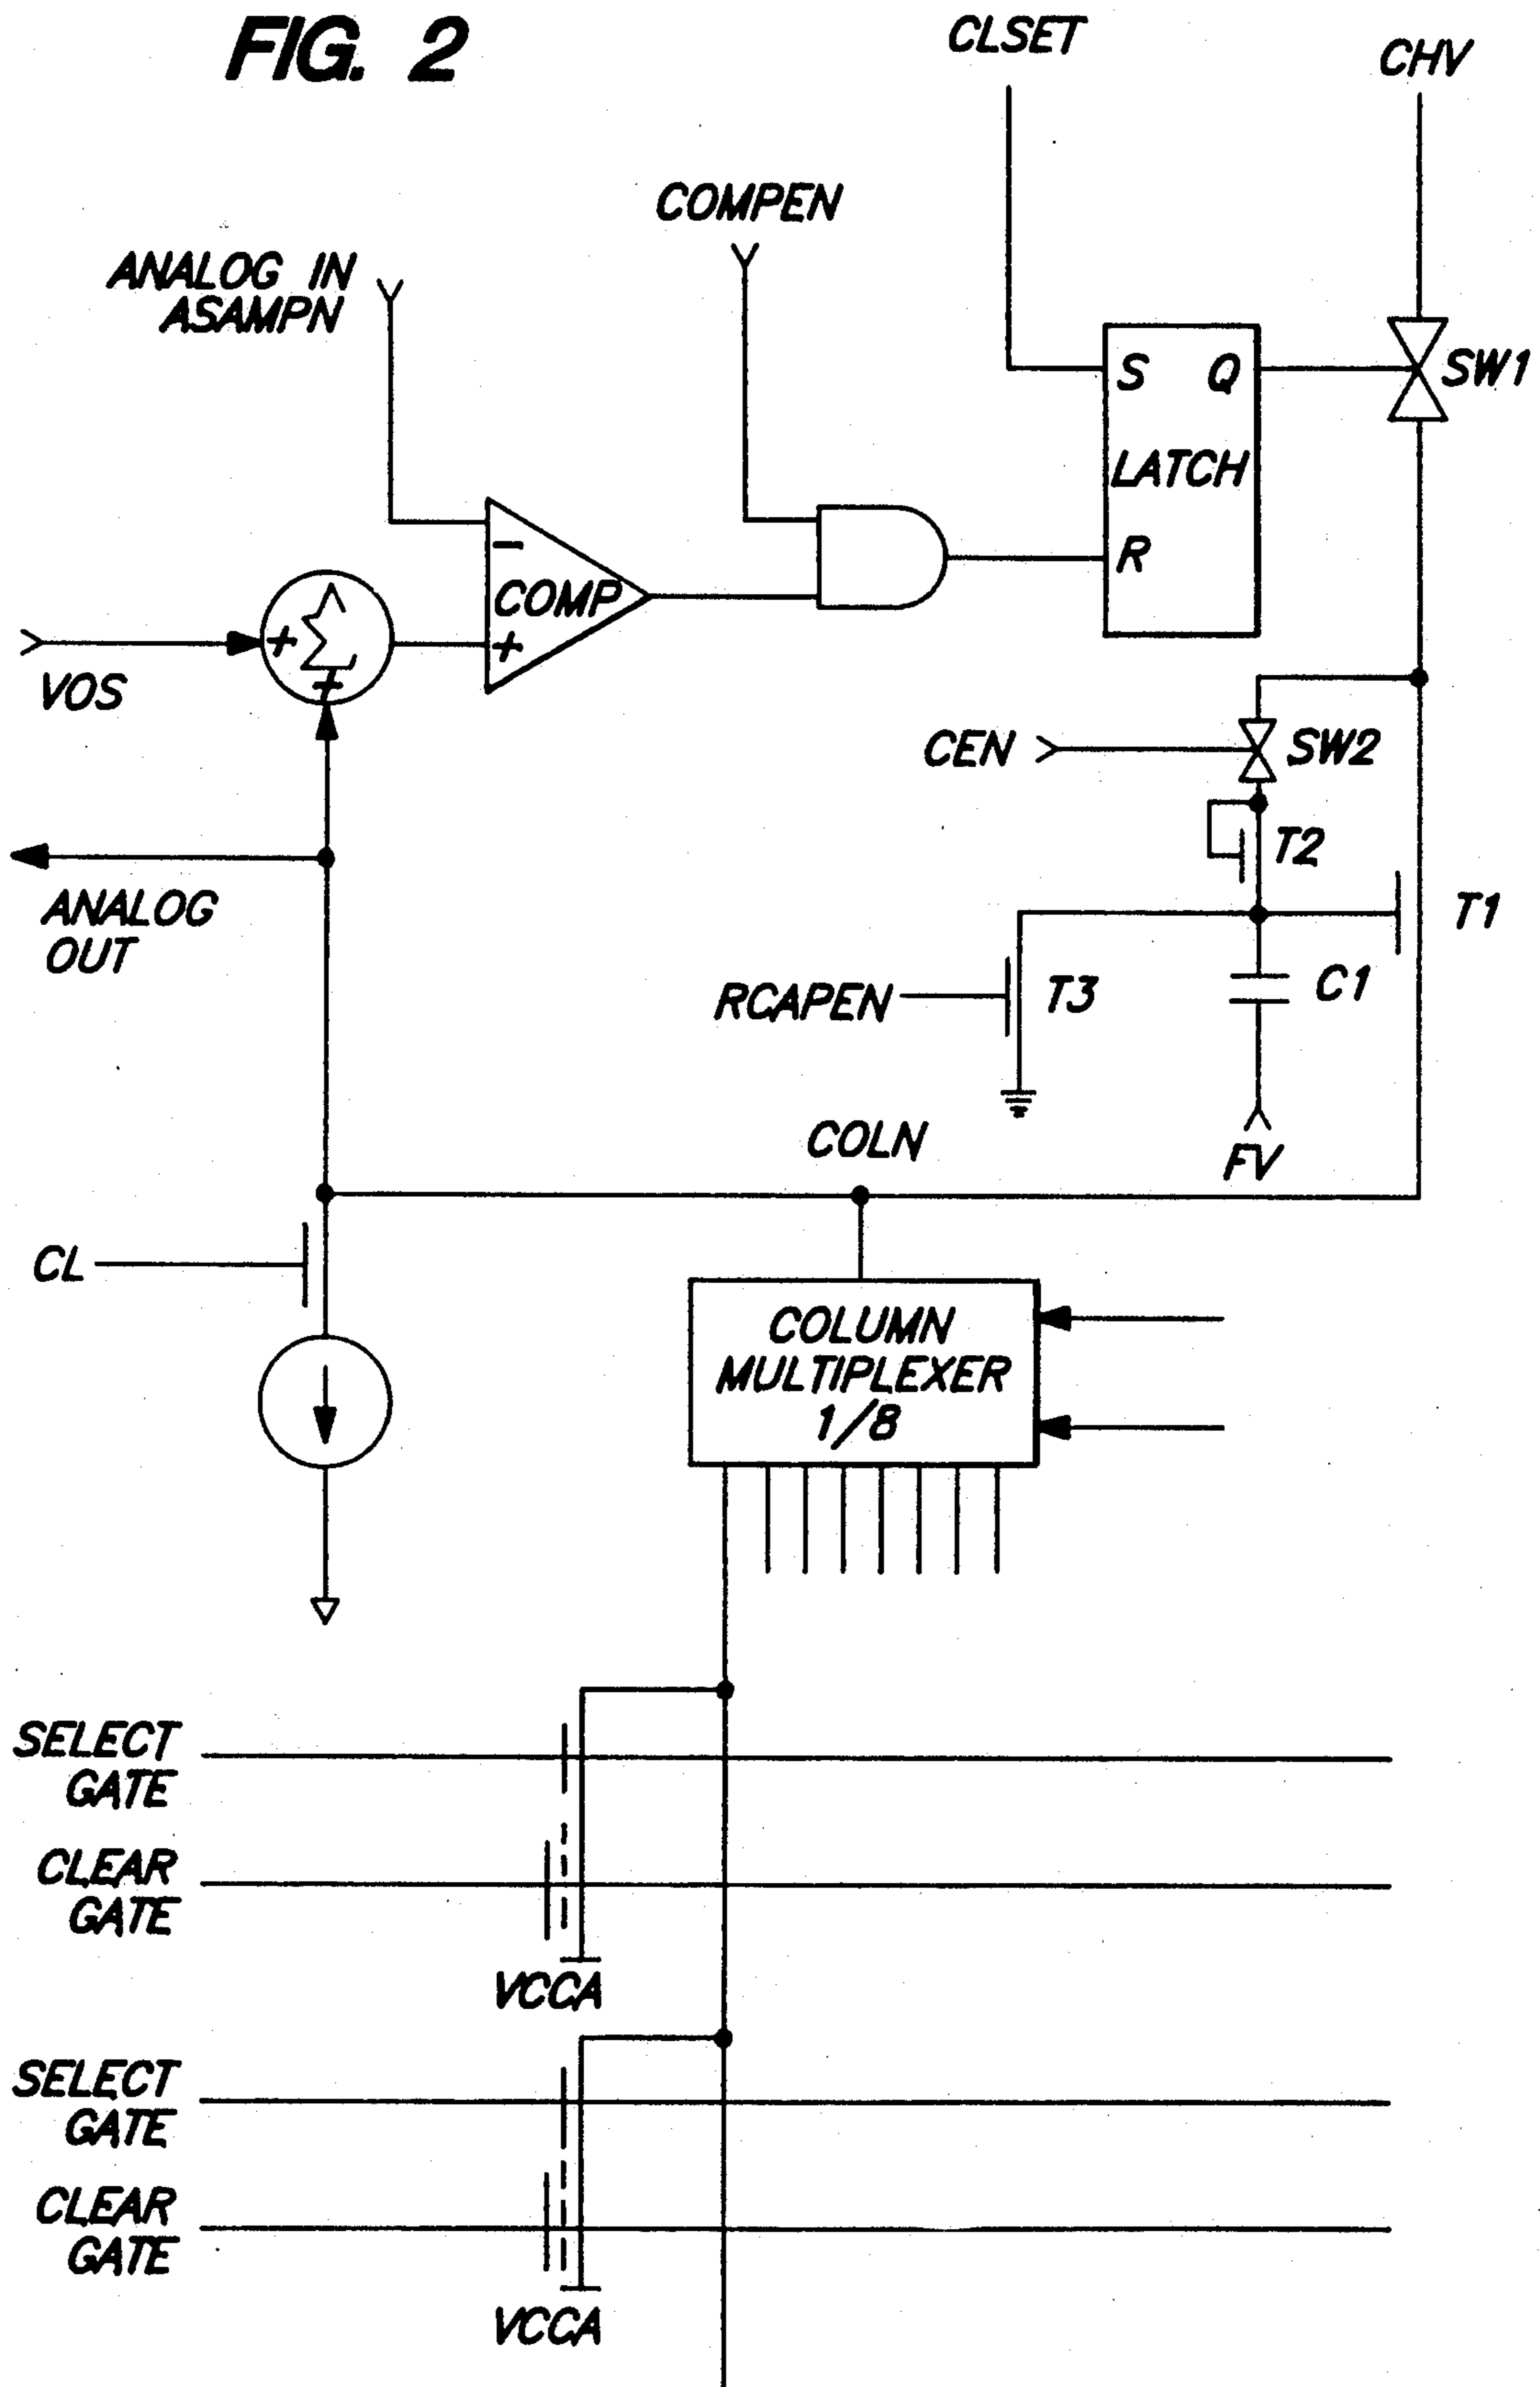 FIG. 2
CLSET
CHV
COMPEN
ANALOG IN
ASAMPN
S Q
SW1
LATCH
R
−
COMP
+
+ Σ
+
VOS
CEN
SW2
T2
T1
ANALOG
OUT
RCAPEN
T3
C1
COLN
FV
CL
COLUMN
MULTIPLEXER
1/8
SELECT
GATE
CLEAR
GATE
VCCA
SELECT
GATE
CLEAR
GATE
VCCA